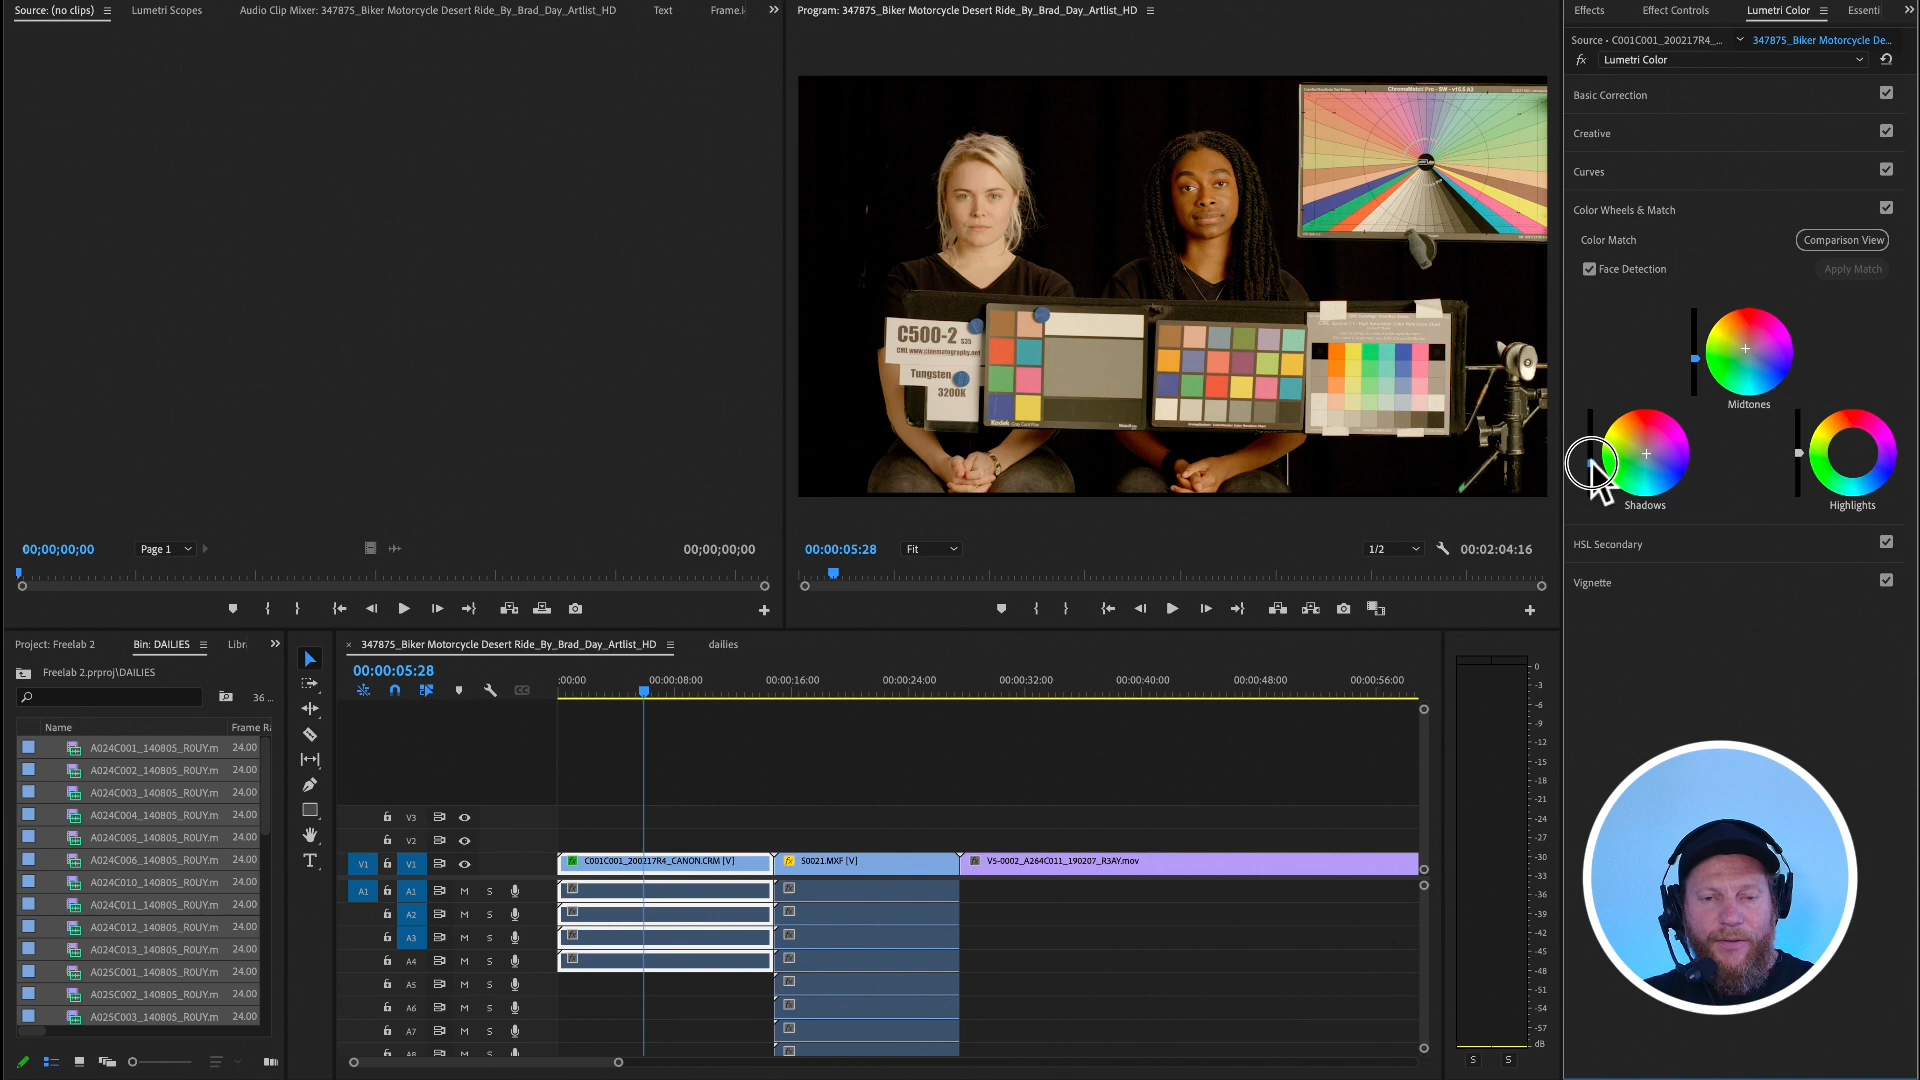 Source: (no clips)
Lumetri Scopes
Audio Clip Mixer: 347875_Biker Motorcycle Desert Ride_By_Brad_Day_Artlist_HD
Text
Frame.i
Program: 347875_Biker Motorcycle Desert Ride_By_Brad_Day_Artlist_HD
Effects
Effect Controls
Lumetri Color
Essenti
Source • C001C001_200217R4_...
347875_Biker Motorcycle De...
fx
Lumetri Color
Basic Correction
Creative
Curves
Color Wheels & Match
Color Match
Comparison View
Face Detection
Apply Match
Midtones
Shadows
Highlights
HSL Secondary
Vignette
ChromaMatch Pro - SW - v15.5 A3
C500-2 S35
CML www.cinematography.net
Tungsten
3200K
Kodak Gray Card Plus
00;00;00;00
Page 1
00;00;00;00
00:00:05:28
Fit
1/2
00:02:04:16
Project: Freelab 2
Bin: DAILIES
Libr
Freelab 2.prproj\DAILIES
36 ...
Name
Frame Ra
A024C001_140805_R0UY.m 24.00
A024C002_140805_R0UY.m 24.00
A024C003_140805_R0UY.m 24.00
A024C004_140805_R0UY.m 24.00
A024C005_140805_R0UY.m 24.00
A024C006_140805_R0UY.m 24.00
A024C010_140805_R0UY.m 24.00
A024C011_140805_R0UY.m 24.00
A024C012_140805_R0UY.m 24.00
A024C013_140805_R0UY.m 24.00
A025C001_140805_R0UY.m 24.00
A025C002_140805_R0UY.m 24.00
A025C003_140805_R0UY.m 24.00
347875_Biker Motorcycle Desert Ride_By_Brad_Day_Artlist_HD
dailies
00:00:05:28
:00:00
00:00:08:00
00:00:16:00
00:00:24:00
00:00:32:00
00:00:40:00
00:00:48:00
00:00:56:00
V3
V2
V1 V1
C001C001_200217R4_CANON.CRM [V]
S0021.MXF [V]
VS-0002_A264C011_190207_R3AY.mov
A1 A1 M S
A2 M S
A3 M S
A4 M S
A5 M S
A6 M S
A7 M S
A8 M S
0
-3
-6
-9
-12
-15
-18
-21
-24
-27
-30
-33
-36
-39
-42
-45
-48
-51
-54
-57
dB
S S